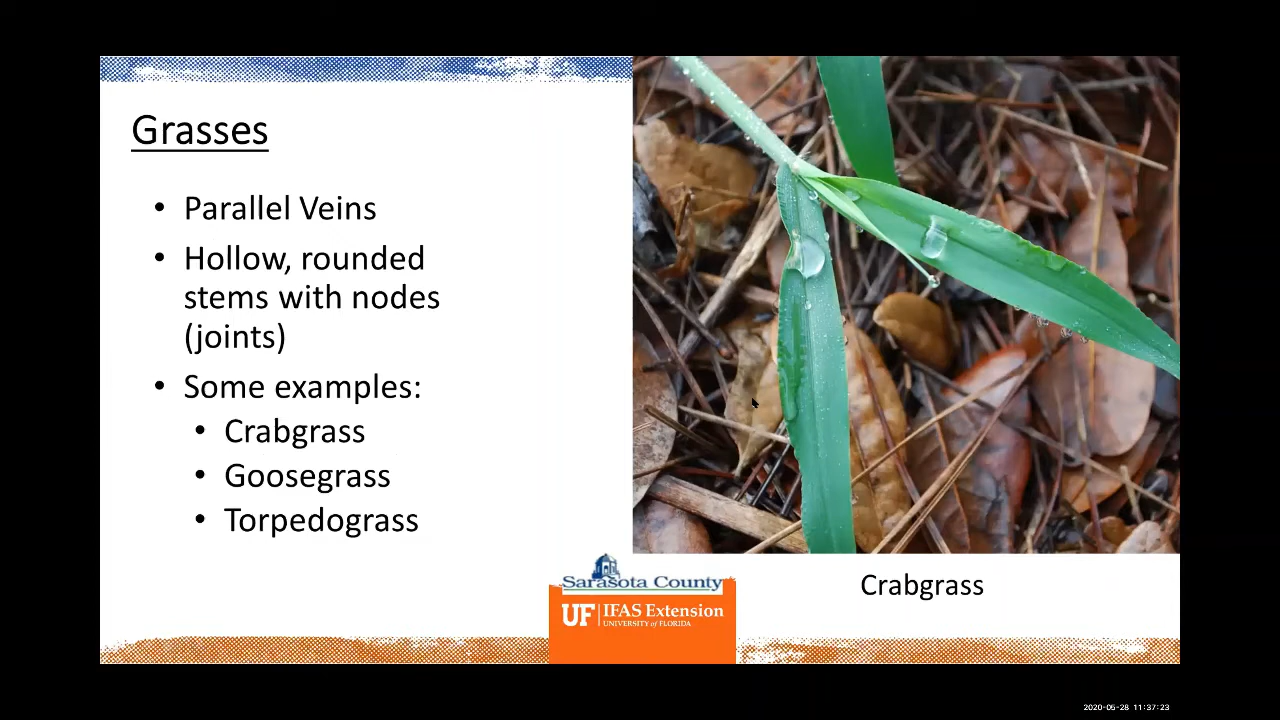 Grasses
• Parallel Veins
• Hollow, rounded
stems with nodes
(joints)
• Some examples:
• Crabgrass
• Goosegrass
• Torpedograss
Crabgrass
Sarasota County
UF IFAS Extension
UNIVERSITY of FLORIDA
2020-05-28 11:37:23